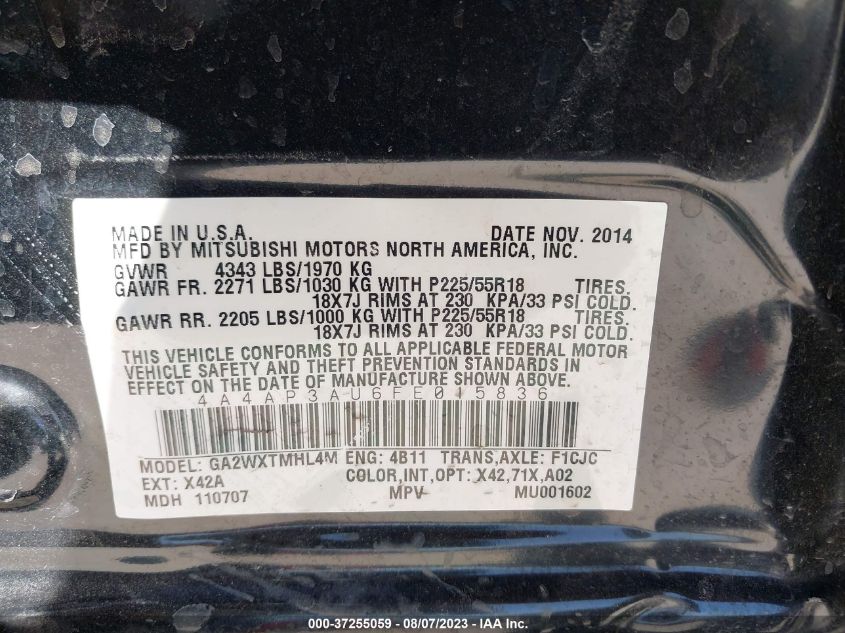 MADE IN U.S.A. DATE NOV. 2014
MFD BY MITSUBISHI MOTORS NORTH AMERICA, INC.
GVWR 4343 LBS/1970 KG
GAWR FR. 2271 LBS/1030 KG WITH P225/55R18 TIRES.
18X7J RIMS AT 230 KPA/33 PSI COLD.
GAWR RR. 2205 LBS/1000 KG WITH P225/55R18 TIRES.
18X7J RIMS AT 230 KPA/33 PSI COLD.
THIS VEHICLE CONFORMS TO ALL APPLICABLE FEDERAL MOTOR
VEHICLE SAFETY AND THEFT PREVENTION STANDARDS IN
EFFECT ON THE DATE OF MANUFACTURE SHOWN ABOVE.
4A4AP3AU6FE015836
MODEL: GA2WXTMHL4M ENG: 4B11 TRANS,AXLE: F1CJC
EXT: X42A COLOR,INT,OPT: X42,71X,A02
MDH 110707 MPV MU001602
000-37255059 - 08/07/2023 - © IAA Inc.